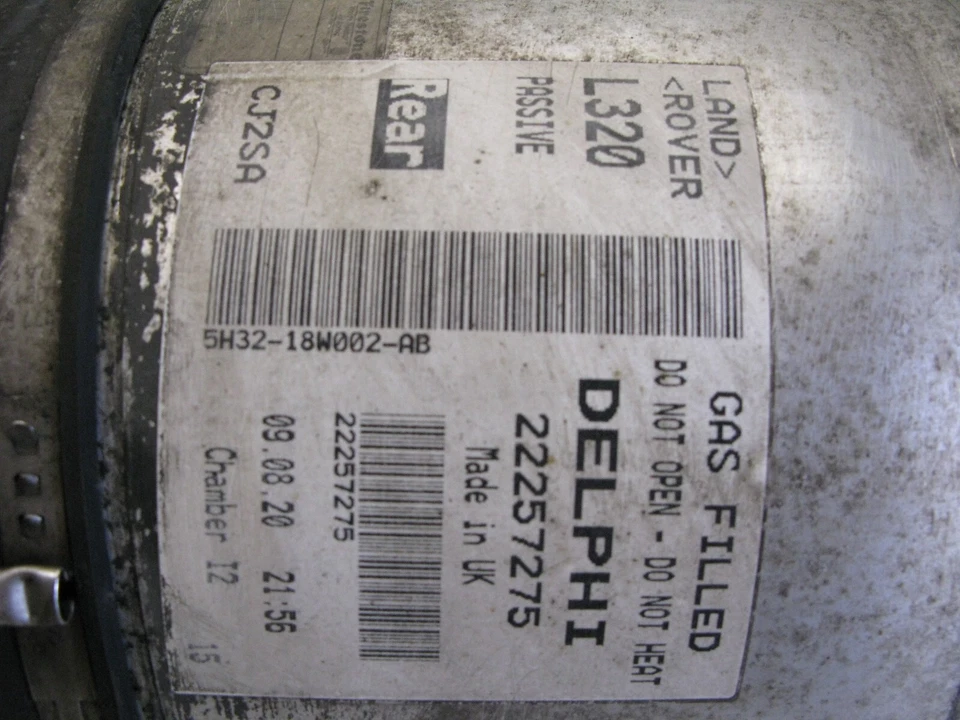 LAND>
<ROVER
L320
PASSIVE
Rear
CJ2SA
5H32-18W002-AB
GAS FILLED
DO NOT OPEN - DO NOT HEAT
DELPHI
22257275
Made in UK
22257275
09.08.20 21:56
Chamber 12
15